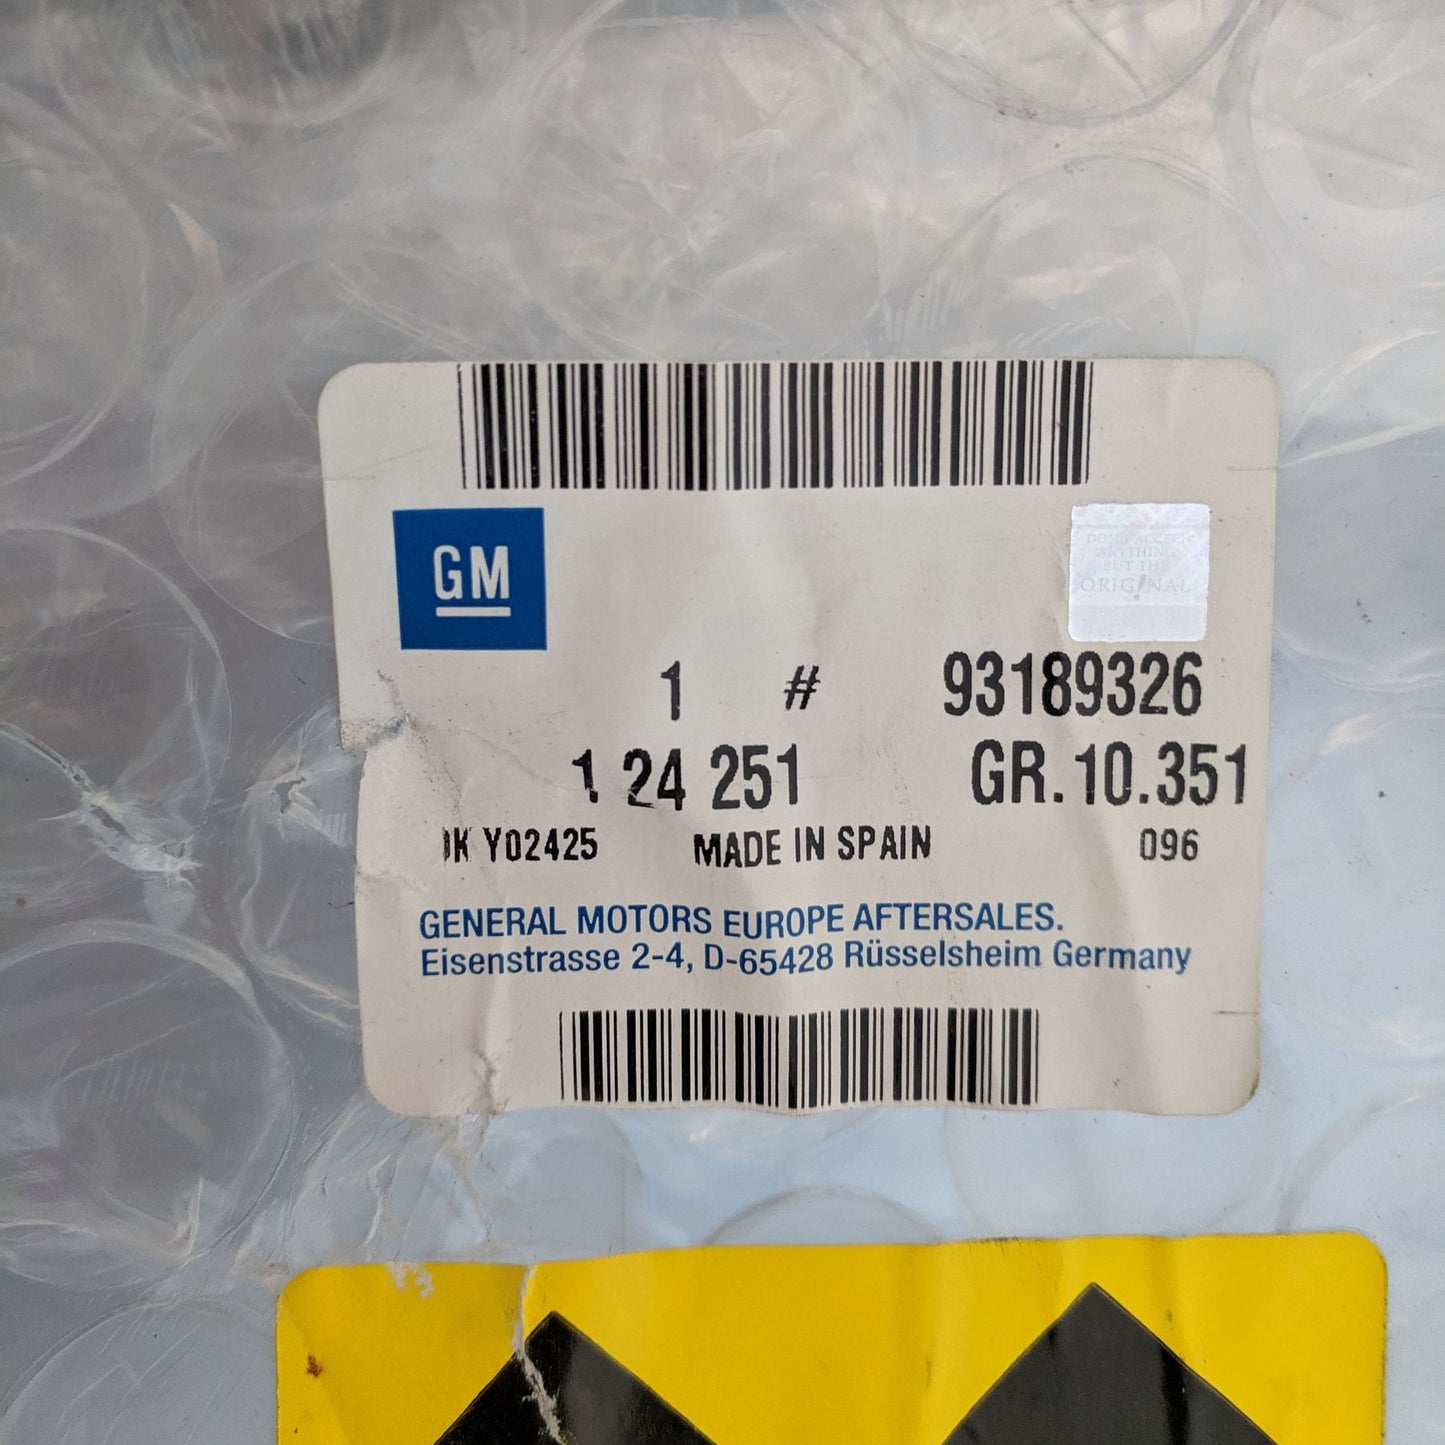 GM
DON'T ACCEPT
ANYTHING
BUT THE
ORIGINAL
1 # 93189326
1 24 251 GR.10.351
IK Y02425 MADE IN SPAIN 096
GENERAL MOTORS EUROPE AFTERSALES.
Eisenstrasse 2-4, D-65428 Rüsselsheim Germany